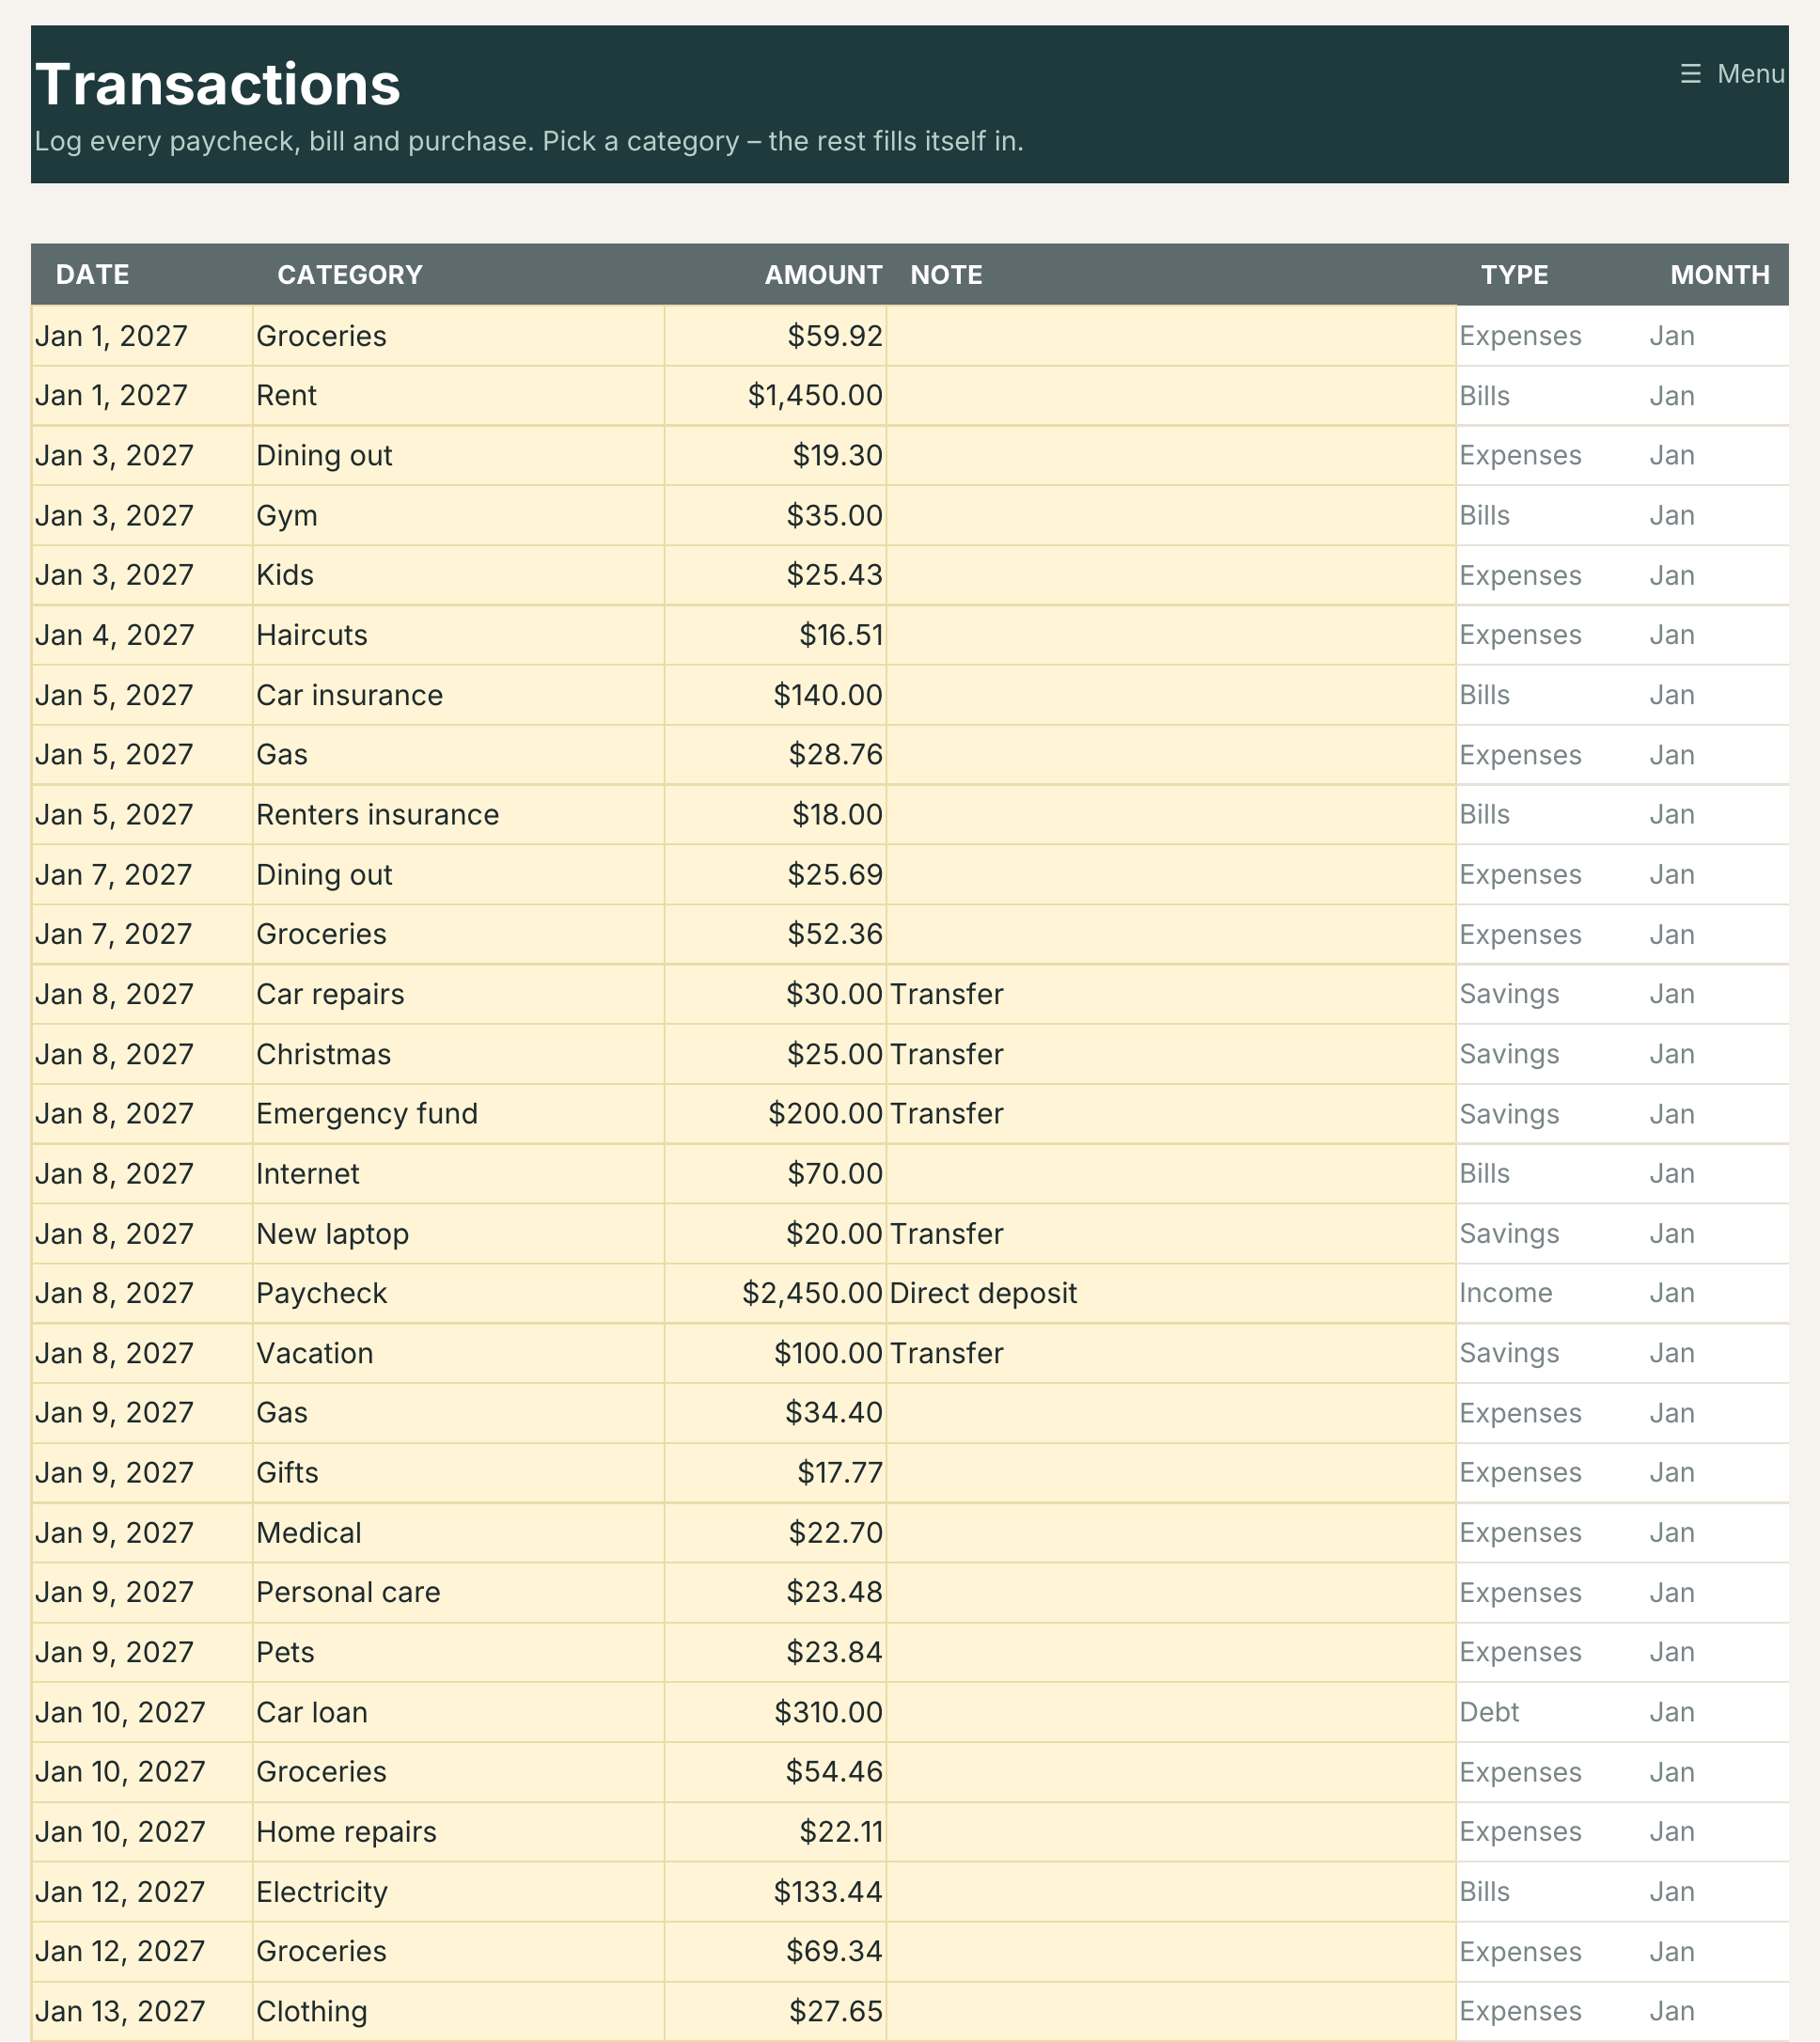 Transactions
☰ Menu
Log every paycheck, bill and purchase. Pick a category – the rest fills itself in.
DATE CATEGORY AMOUNT NOTE TYPE MONTH
Jan 1, 2027 Groceries $59.92 Expenses Jan
Jan 1, 2027 Rent $1,450.00 Bills Jan
Jan 3, 2027 Dining out $19.30 Expenses Jan
Jan 3, 2027 Gym $35.00 Bills Jan
Jan 3, 2027 Kids $25.43 Expenses Jan
Jan 4, 2027 Haircuts $16.51 Expenses Jan
Jan 5, 2027 Car insurance $140.00 Bills Jan
Jan 5, 2027 Gas $28.76 Expenses Jan
Jan 5, 2027 Renters insurance $18.00 Bills Jan
Jan 7, 2027 Dining out $25.69 Expenses Jan
Jan 7, 2027 Groceries $52.36 Expenses Jan
Jan 8, 2027 Car repairs $30.00 Transfer Savings Jan
Jan 8, 2027 Christmas $25.00 Transfer Savings Jan
Jan 8, 2027 Emergency fund $200.00 Transfer Savings Jan
Jan 8, 2027 Internet $70.00 Bills Jan
Jan 8, 2027 New laptop $20.00 Transfer Savings Jan
Jan 8, 2027 Paycheck $2,450.00 Direct deposit Income Jan
Jan 8, 2027 Vacation $100.00 Transfer Savings Jan
Jan 9, 2027 Gas $34.40 Expenses Jan
Jan 9, 2027 Gifts $17.77 Expenses Jan
Jan 9, 2027 Medical $22.70 Expenses Jan
Jan 9, 2027 Personal care $23.48 Expenses Jan
Jan 9, 2027 Pets $23.84 Expenses Jan
Jan 10, 2027 Car loan $310.00 Debt Jan
Jan 10, 2027 Groceries $54.46 Expenses Jan
Jan 10, 2027 Home repairs $22.11 Expenses Jan
Jan 12, 2027 Electricity $133.44 Bills Jan
Jan 12, 2027 Groceries $69.34 Expenses Jan
Jan 13, 2027 Clothing $27.65 Expenses Jan